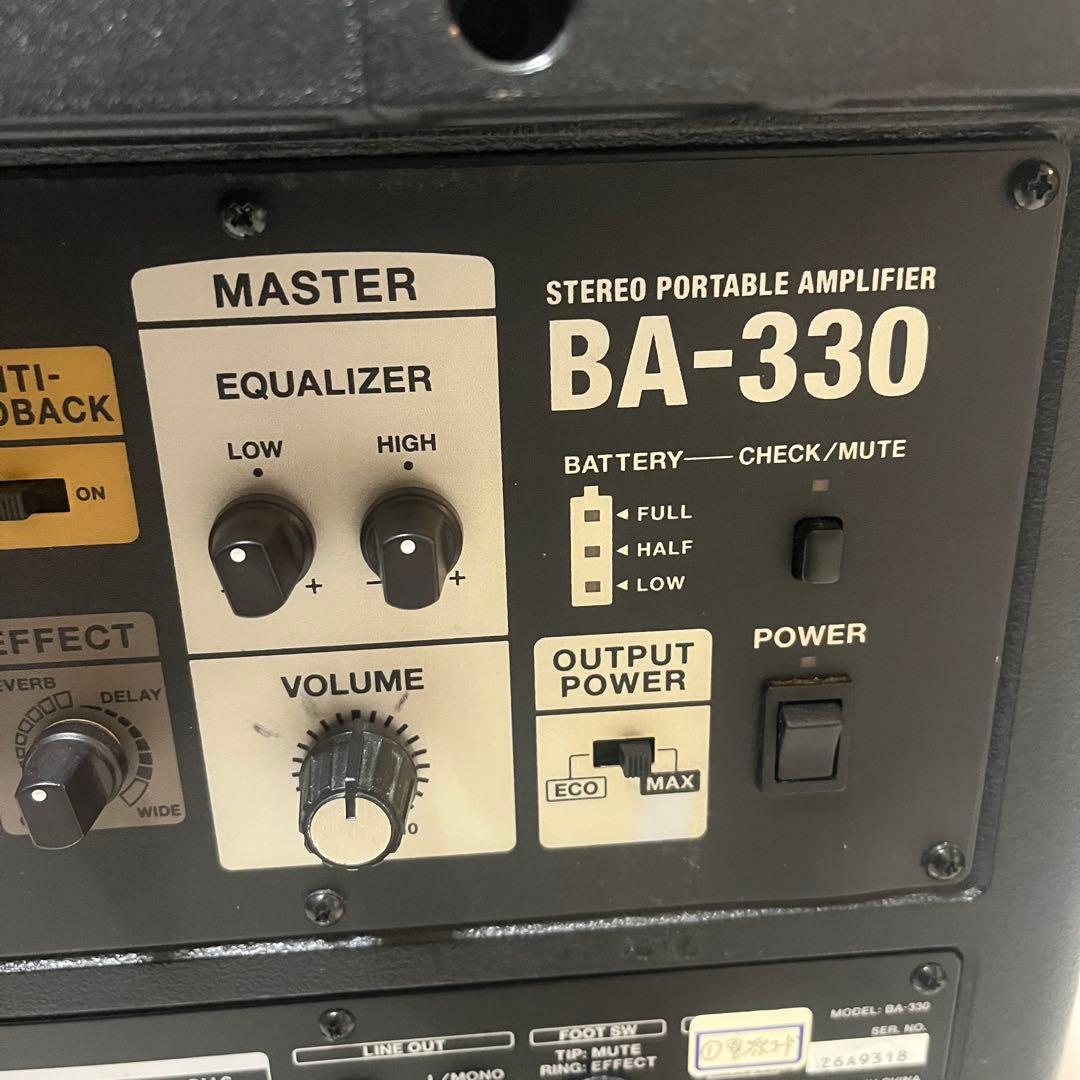 MASTER
EQUALIZER
LOW
HIGH
+
-
+
VOLUME
STEREO PORTABLE AMPLIFIER
BA-330
BATTERY
CHECK/MUTE
FULL
HALF
LOW
OUTPUT
POWER
ECO
MAX
POWER
ON
EFFECT
DELAY
WIDE
LINE OUT
/MONO
FOOT SW
TIP: MUTE
RING: EFFECT
MODEL: BA-330
SER. NO.
Z6A9318
CHINA